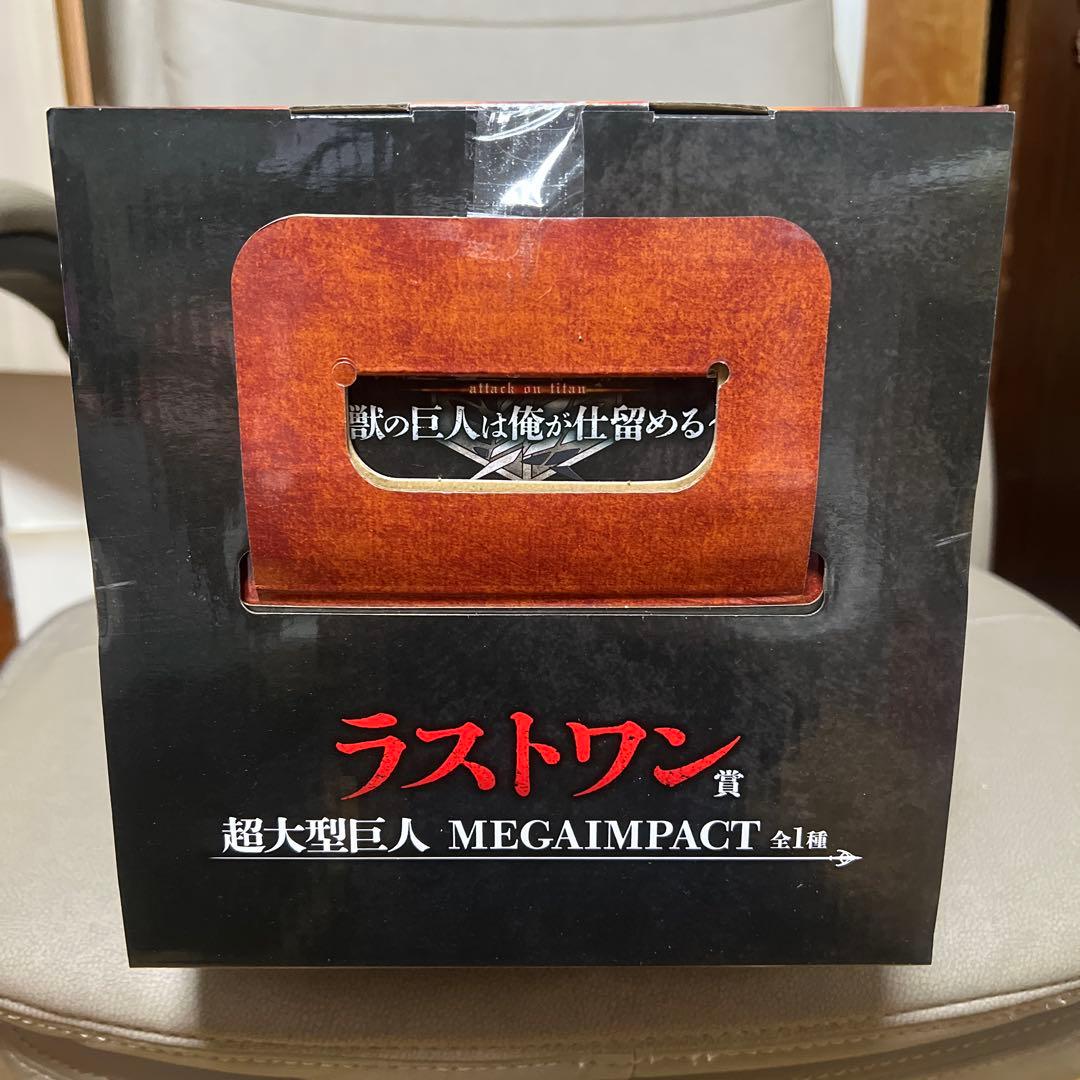 attack on titan
獣の巨人は俺が仕留める
ラストワン賞
超大型巨人 MEGAIMPACT 全1種